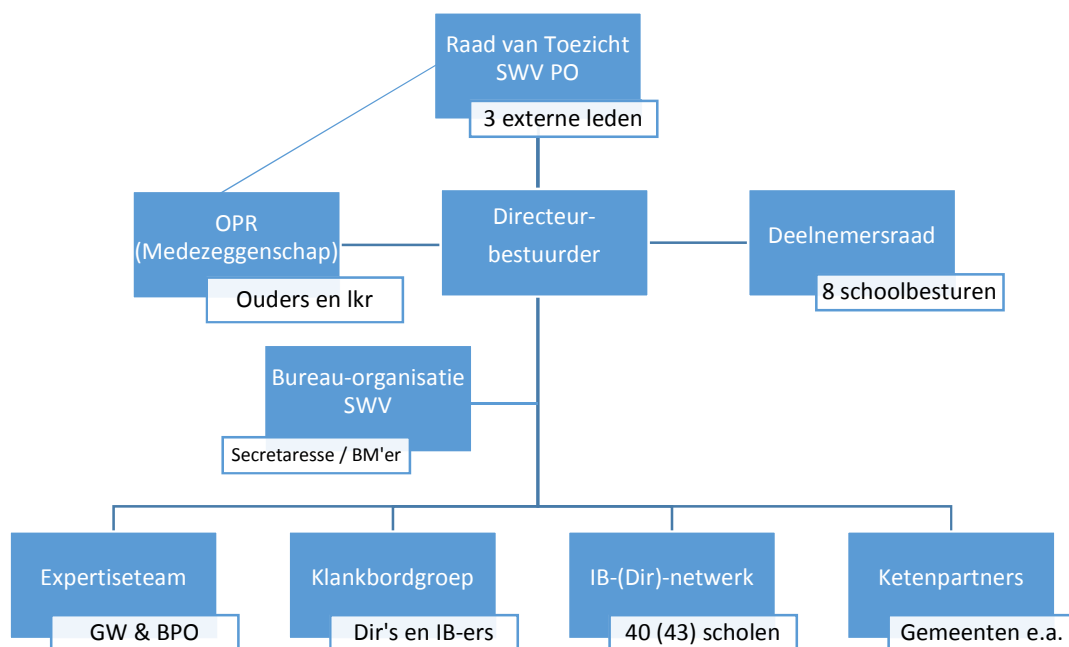 Raad van Toezicht
SWV PO
3 externe leden
OPR
(Medezeggenschap)
Ouders en lkr
Directeur-
bestuurder
Deelnemersraad
8 schoolbesturen
Bureau-organisatie
SWV
Secretaresse / BM'er
Expertiseteam
GW & BPO
Klankbordgroep
Dir's en IB-ers
IB-(Dir)-netwerk
40 (43) scholen
Ketenpartners
Gemeenten e.a.